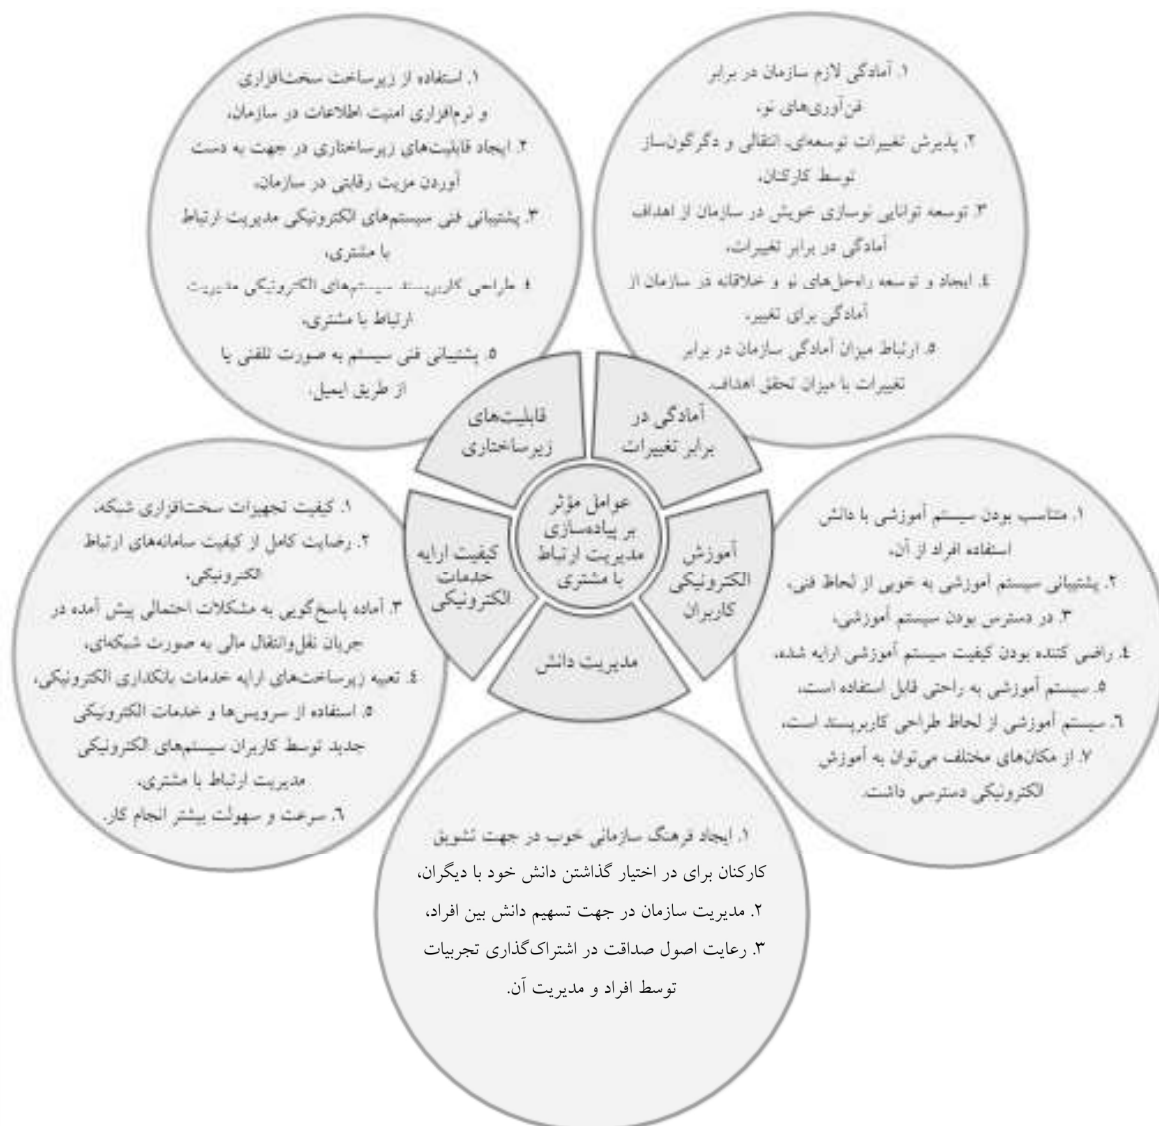 ۱. آمادگی لازم سازمان در برابر
فن‌آوری‌های نو،
۲. پذیرش تغییرات توسعه‌ای، انتقالی و دگرگون‌ساز
توسط کارکنان،
۳. توسعه توانایی نوسازی خویش در سازمان از اهداف
آمادگی در برابر تغییرات،
٤. ایجاد و توسعه راه‌حل‌های نو و خلاقانه در سازمان از
آمادگی برای تغییر،
۵. ارتباط میزان آمادگی سازمان در برابر
تغییرات با میزان تحقق اهداف.
۱. استفاده از زیرساخت سخت‌افزاری
و نرم‌افزاری امنیت اطلاعات در سازمان،
۲. ایجاد قابلیت‌های زیرساختاری در جهت به دست
آوردن مزیت رقابتی در سازمان،
۳. پشتیبانی فنی سیستم‌های الکترونیکی مدیریت ارتباط
با مشتری،
٤. طراحی کاربرپسند سیستم‌های الکترونیکی مدیریت
ارتباط با مشتری،
۵. پشتیبانی فنی سیستم به صورت تلفنی یا
از طریق ایمیل.
آمادگی در
برابر تغییرات
قابلیت‌های
زیرساختاری
عوامل مؤثر
بر پیاده‌سازی
مدیریت ارتباط
با مشتری
آموزش
الکترونیکی
کاربران
کیفیت ارایه
خدمات
الکترونیکی
مدیریت دانش
۱. متناسب بودن سیستم آموزشی با دانش
استفاده افراد از آن،
۲. پشتیبانی سیستم آموزشی به خوبی از لحاظ فنی،
۳. در دسترس بودن سیستم آموزشی،
٤. راضی کننده بودن کیفیت سیستم آموزشی ارایه شده،
۵. سیستم آموزشی به راحتی قابل استفاده است،
۶. سیستم آموزشی از لحاظ طراحی کاربرپسند است،
۷. از مکان‌های مختلف می‌توان به آموزش
الکترونیکی دسترسی داشت.
۱. کیفیت تجهیزات سخت‌افزاری شبکه،
۲. رضایت کامل از کیفیت سامانه‌های ارتباط
الکترونیکی،
۳. آماده پاسخ‌گویی به مشکلات احتمالی پیش آمده در
جریان نقل‌وانتقال مالی به صورت شبکه‌ای،
٤. تعبیه زیرساخت‌های ارایه خدمات بانکداری الکترونیکی،
۵. استفاده از سرویس‌ها و خدمات الکترونیکی
جدید توسط کاربران سیستم‌های الکترونیکی
مدیریت ارتباط با مشتری،
۶. سرعت و سهولت بیشتر انجام کار.
۱. ایجاد فرهنگ سازمانی خوب در جهت تشویق
کارکنان برای در اختیار گذاشتن دانش خود با دیگران،
۲. مدیریت سازمان در جهت تسهیم دانش بین افراد،
۳. رعایت اصول صداقت در اشتراک‌گذاری تجربیات
توسط افراد و مدیریت آن.